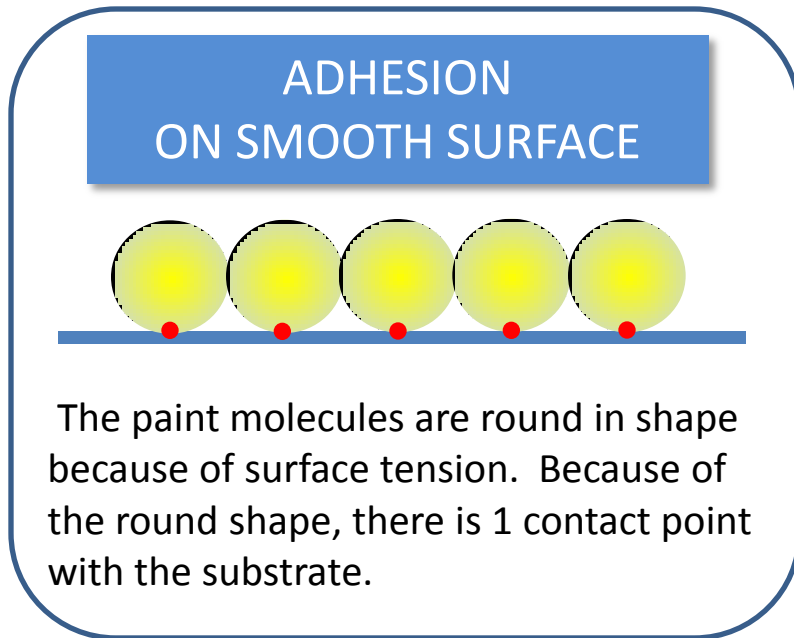 ADHESION
ON SMOOTH SURFACE
The paint molecules are round in shape
because of surface tension.  Because of
the round shape, there is 1 contact point
with the substrate.